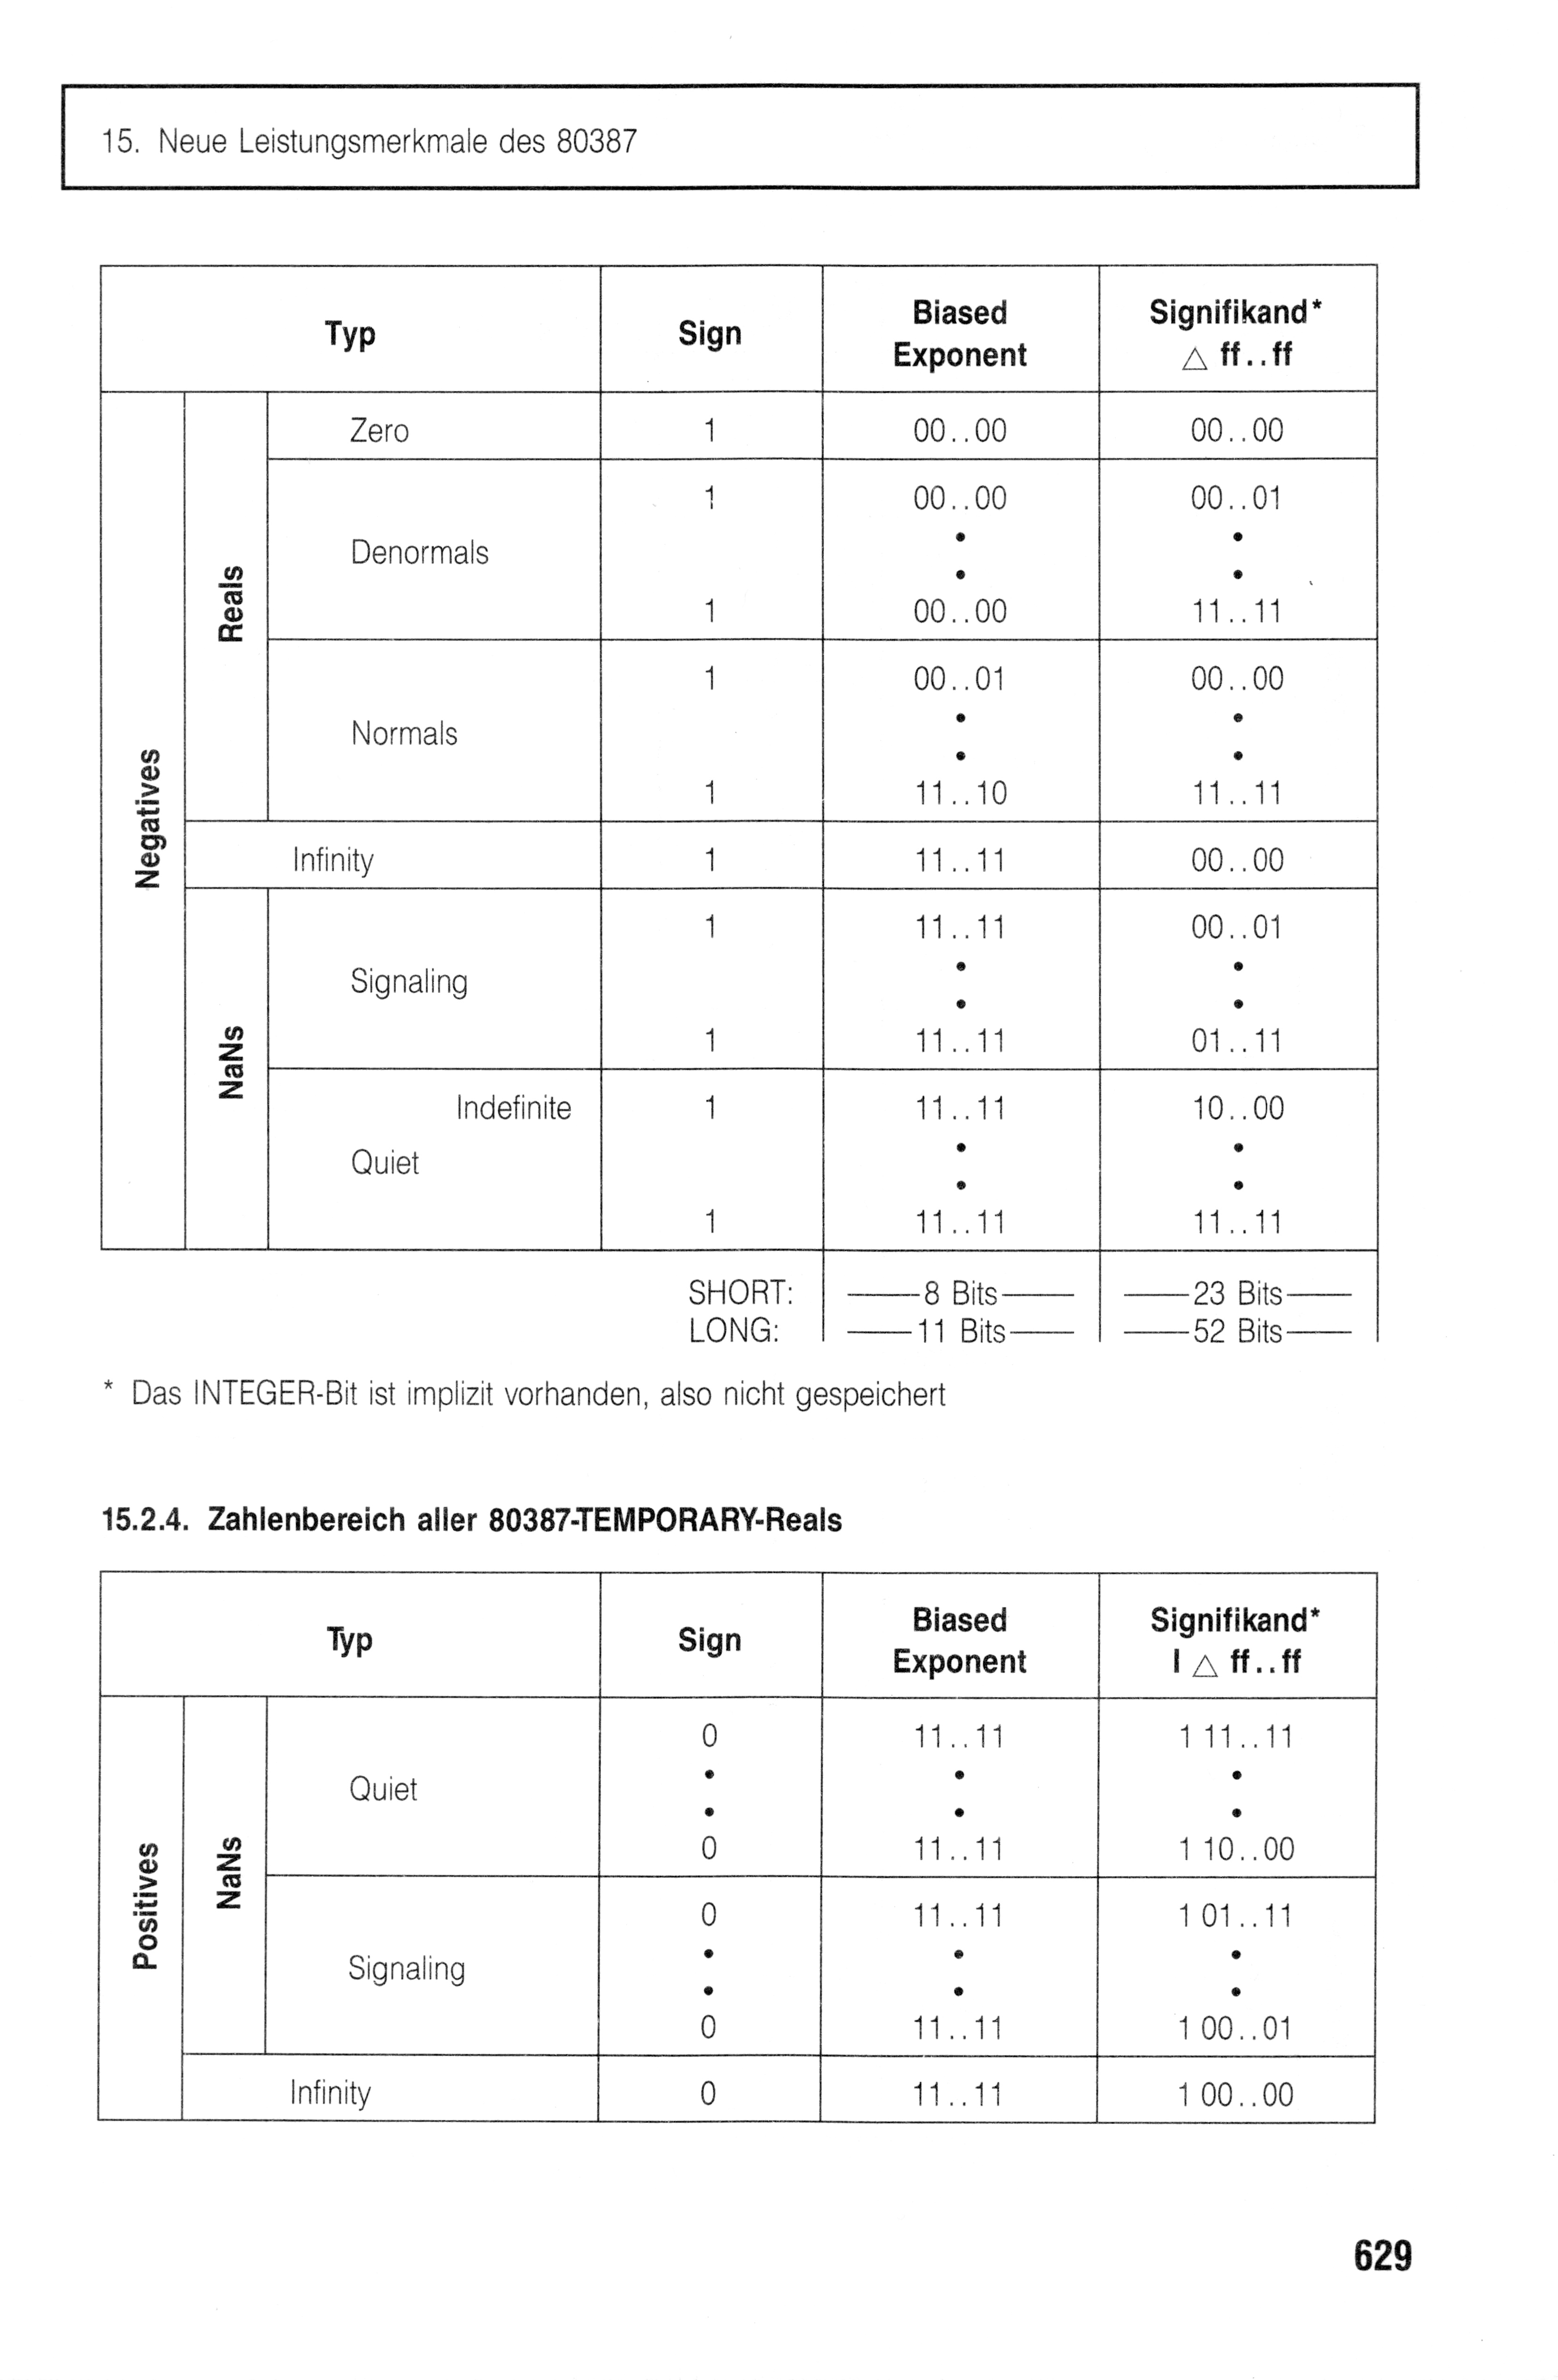 15. Neue Leistungsmerkmale des 80387
Typ Sign Biased Exponent Signifikand*
△ ff..ff
Negatives
Reals
Zero 1 00..00 00..00
1 00..00 00..01
Denormals • •
• •
1 00..00 11..11
1 00..01 00..00
Normals • •
• •
1 11..10 11..11
Infinity 1 11..11 00..00
NaNs
1 11..11 00..01
Signaling • •
• •
1 11..11 01..11
Indefinite 1 11..11 10..00
Quiet • •
• •
1 11..11 11..11
SHORT: 8 Bits 23 Bits
LONG: 11 Bits 52 Bits
* Das INTEGER-Bit ist implizit vorhanden, also nicht gespeichert
15.2.4. Zahlenbereich aller 80387-TEMPORARY-Reals
Typ Sign Biased Exponent Signifikand*
I △ ff..ff
Positives
NaNs
0 11..11 1 11..11
Quiet • • •
• • •
0 11..11 1 10..00
0 11..11 1 01..11
Signaling • • •
• • •
0 11..11 1 00..01
Infinity 0 11..11 1 00..00
629